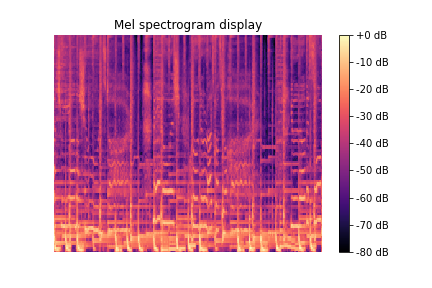 Mel spectrogram display
+0 dB
-10 dB
-20 dB
-30 dB
-40 dB
-50 dB
-60 dB
-70 dB
-80 dB